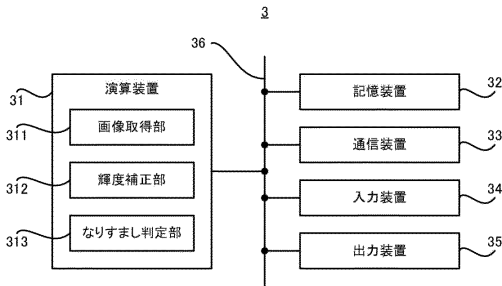 3
36
31
演算装置
311
画像取得部
312
輝度補正部
313
なりすまし判定部
記憶装置
32
通信装置
33
入力装置
34
出力装置
35